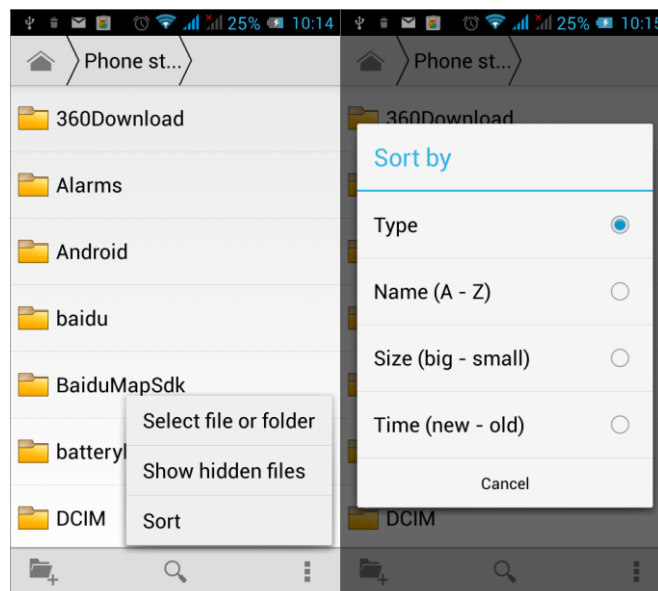 25% 10:14
Phone st...
360Download
Alarms
Android
baidu
BaiduMapSdk
batteryl
DCIM
Select file or folder
Show hidden files
Sort
25% 10:15
Phone st...
360Download
Sort by
Type
Name (A - Z)
Size (big - small)
Time (new - old)
Cancel
DCIM